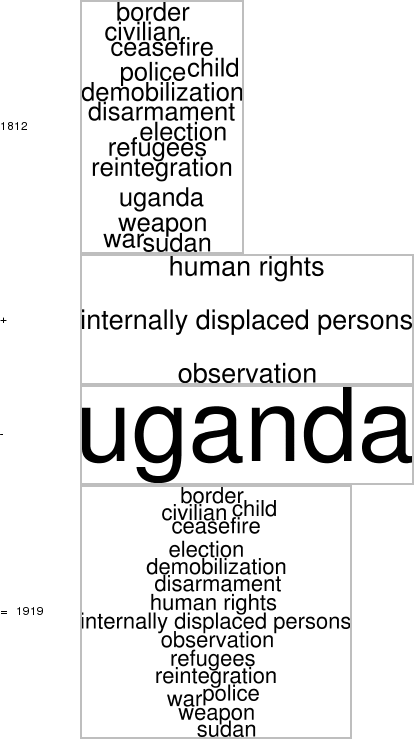 border
civilian
ceasefire
police child
demobilization
disarmament
1812
election
refugees
reintegration
uganda
weapon
war sudan
human rights
+ internally displaced persons
observation
- uganda
border
civilian child
ceasefire
election
demobilization
disarmament
human rights
= 1919
internally displaced persons
observation
refugees
reintegration
war police
weapon
sudan